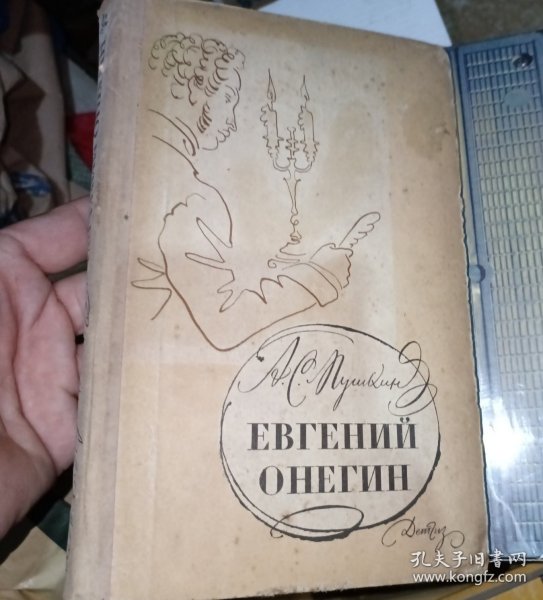 А.С. Пушкин
ЕВГЕНИЙ
ОНЕГИН
Детгиз
孔夫子旧书网
www.kongfz.com